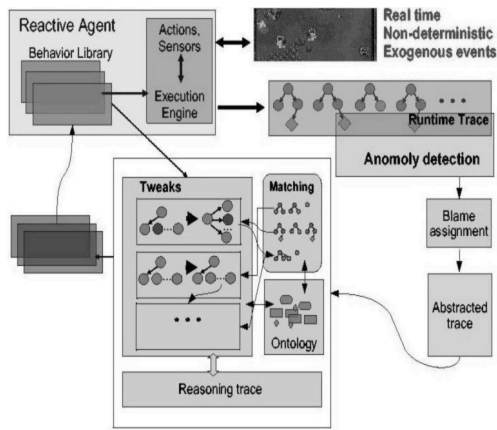 Reactive Agent
Behavior Library
Actions,
Sensors
Execution
Engine
Real time
Non-deterministic
Exogenous events
Runtime Trace
Anomoly detection
Blame
assignment
Abstracted
trace
Tweaks
Matching
Ontology
Reasoning trace